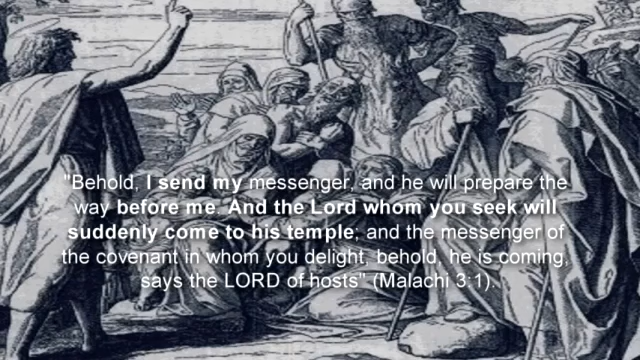 "Behold, I send my messenger, and he will prepare the
way before me. And the Lord whom you seek will
suddenly come to his temple; and the messenger of
the covenant in whom you delight, behold, he is coming,
says the LORD of hosts" (Malachi 3:1).